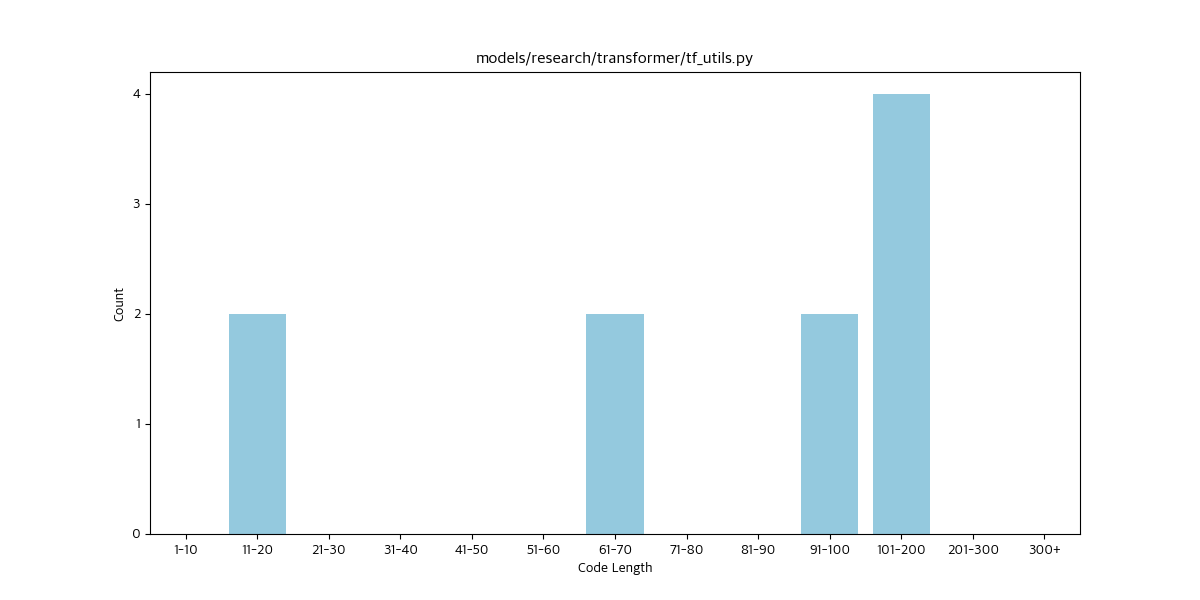 models/research/transformer/tf_utils.py
4
3
2
1
0
Count
1-10 11-20 21-30 31-40 41-50 51-60 61-70 71-80 81-90 91-100 101-200 201-300 300+
Code Length